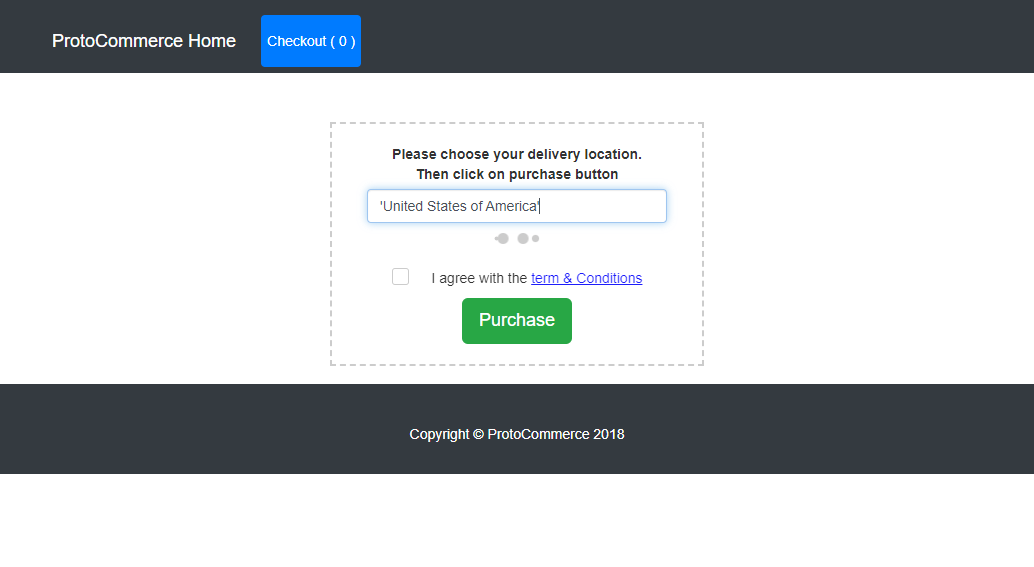 ProtoCommerce Home
Checkout ( 0 )
Please choose your delivery location.
Then click on purchase button
'United States of America'
I agree with the term & Conditions
Purchase
Copyright © ProtoCommerce 2018